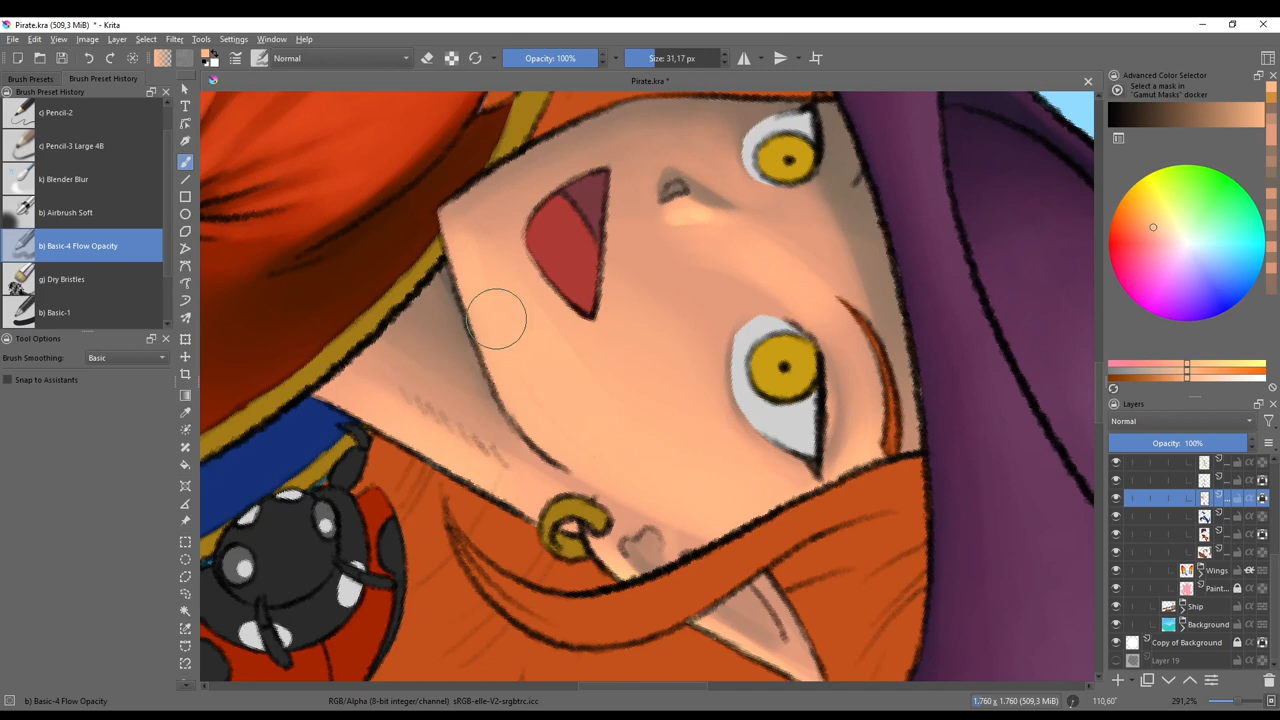 Pirate.kra (509,3 MiB) * - Krita
File Edit View Image Layer Select Filter Tools Settings Window Help
Normal
Opacity: 100%
Size: 31,17 px
Brush Presets
Brush Preset History
Pirate.kra *
Brush Preset History
c) Pencil-2
c) Pencil-3 Large 4B
k) Blender Blur
b) Airbrush Soft
b) Basic-4 Flow Opacity
g) Dry Bristles
b) Basic-1
Tool Options
Brush Smoothing: Basic
Snap to Assistants
Advanced Color Selector
Select a mask in
"Gamut Masks" docker
Layers
Normal
Opacity: 100%
Wings
Paint...
Ship
Background
Copy of Background
Layer 19
b) Basic-4 Flow Opacity
RGB/Alpha (8-bit integer/channel) sRGB-elle-V2-srgbtrc.icc
1.760 x 1.760 (509,3 MiB)
110,60°
291,2%